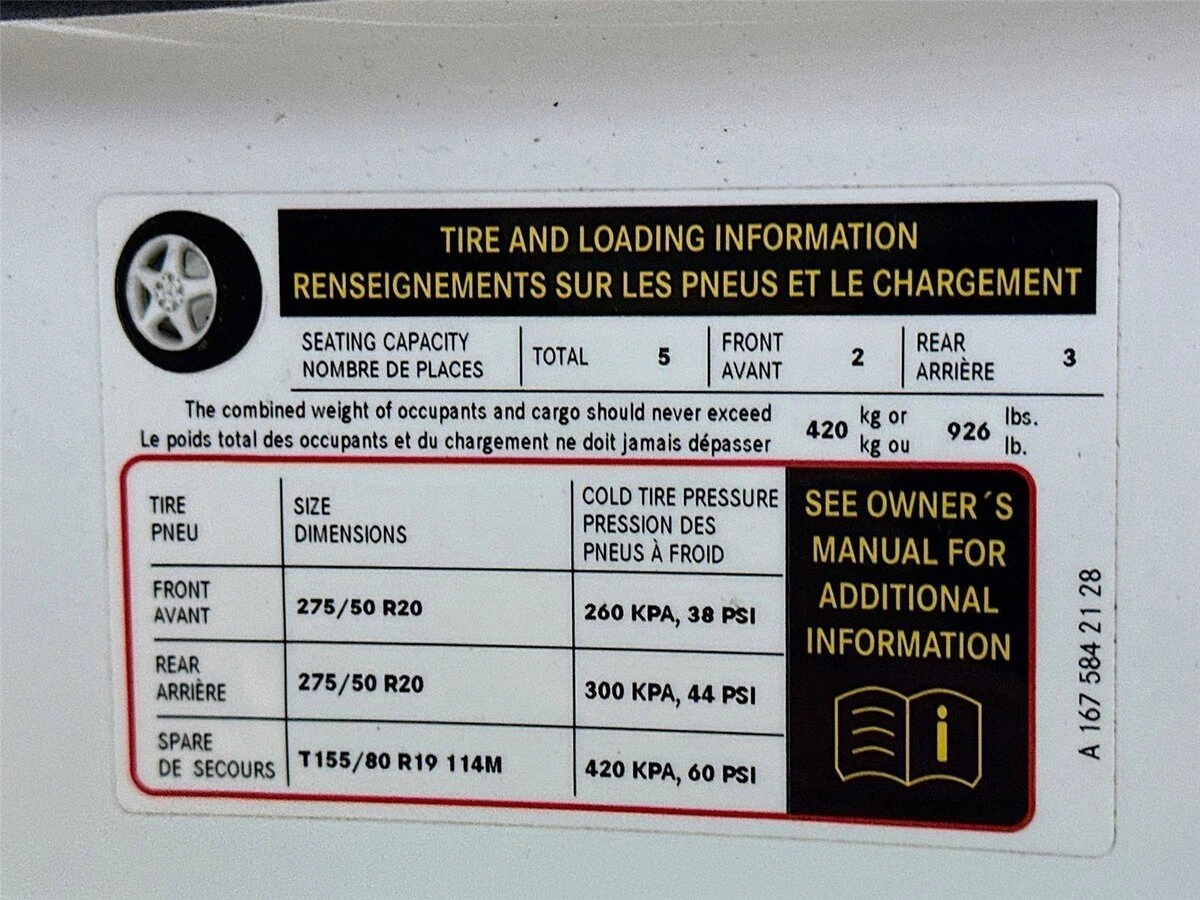 TIRE AND LOADING INFORMATION
RENSEIGNEMENTS SUR LES PNEUS ET LE CHARGEMENT
SEATING CAPACITY
NOMBRE DE PLACES
TOTAL 5
FRONT
AVANT
2
REAR
ARRIÈRE
3
The combined weight of occupants and cargo should never exceed
Le poids total des occupants et du chargement ne doit jamais dépasser
420
kg or
kg ou
926
lbs.
lb.
TIRE
PNEU
SIZE
DIMENSIONS
COLD TIRE PRESSURE
PRESSION DES
PNEUS À FROID
FRONT
AVANT
275/50 R20
260 KPA, 38 PSI
REAR
ARRIÈRE
275/50 R20
300 KPA, 44 PSI
SPARE
DE SECOURS
T155/80 R19 114M
420 KPA, 60 PSI
SEE OWNER´S
MANUAL FOR
ADDITIONAL
INFORMATION
i
A 167 584 21 28